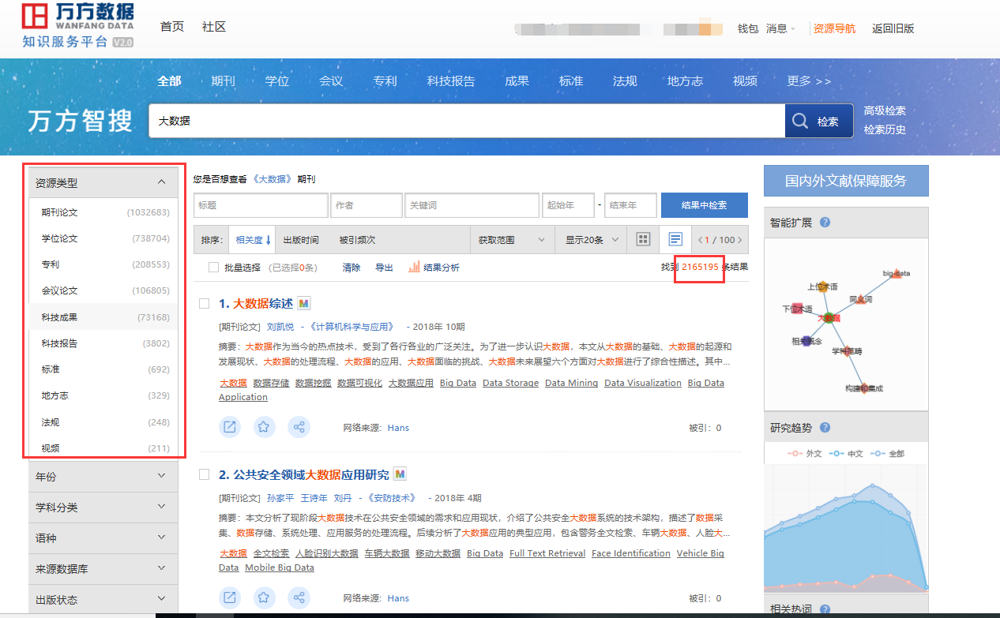 万方数据
WANFANG DATA
知识服务平台 V2.0
首页 社区
钱包 消息 资源导航 返回旧版
全部 期刊 学位 会议 专利 科技报告 成果 标准 法规 地方志 视频 更多 >>
万方智搜
大数据
检索
高级检索
检索历史
资源类型
期刊论文 (1032683)
学位论文 (738704)
专利 (208553)
会议论文 (106805)
科技成果 (73168)
科技报告 (3802)
标准 (692)
地方志 (329)
法规 (248)
视频 (211)
年份
学科分类
语种
来源数据库
出版状态
您是否想查看 《大数据》 期刊
标题 作者 关键词 起始年 - 结束年 结果中检索
排序: 相关度 出版时间 被引频次 获取范围 显示20条 <1 / 100>
批量选择 (已选择0条) 清除 导出 结果分析 找到 2165195 条结果
1. 大数据综述 M
[期刊论文] 刘凯悦 - 《计算机科学与应用》 - 2018年 10期
摘要: 大数据作为当今的热点技术，受到了各行各业的广泛关注。为了进一步认识大数据，本文从大数据的基础、大数据的起源和
发展现状、大数据的处理流程、大数据的应用、大数据面临的挑战、大数据未来展望六个方面对大数据进行了综合性描述。其中...
大数据 数据存储 数据挖掘 数据可视化 大数据应用 Big Data Data Storage Data Mining Data Visualization Big Data
Application
网络来源: Hans 被引: 0
2. 公共安全领域大数据应用研究 M
[期刊论文] 孙家平 王诗年 刘丹 - 《安防技术》 - 2018年 4期
摘要: 本文分析了现阶段大数据技术在公共安全领域的需求和应用现状，介绍了公共安全大数据系统的技术架构，描述了数据采
集、数据存储、系统处理、应用服务的处理流程。后续分析了大数据应用的典型应用，包含警务全文检索、车辆大数据、人脸大...
大数据 全文检索 人脸识别大数据 车辆大数据 移动大数据 Big Data Full Text Retrieval Face Identification Vehicle Big
Data Mobile Big Data
网络来源: Hans 被引: 0
国内外文献保障服务
智能扩展 ?
big-data
上位术语
同义词
下位术语
大数据
相关概念
学科范畴
构建和集成
研究趋势 ?
外文 中文 全部
相关热词 ?